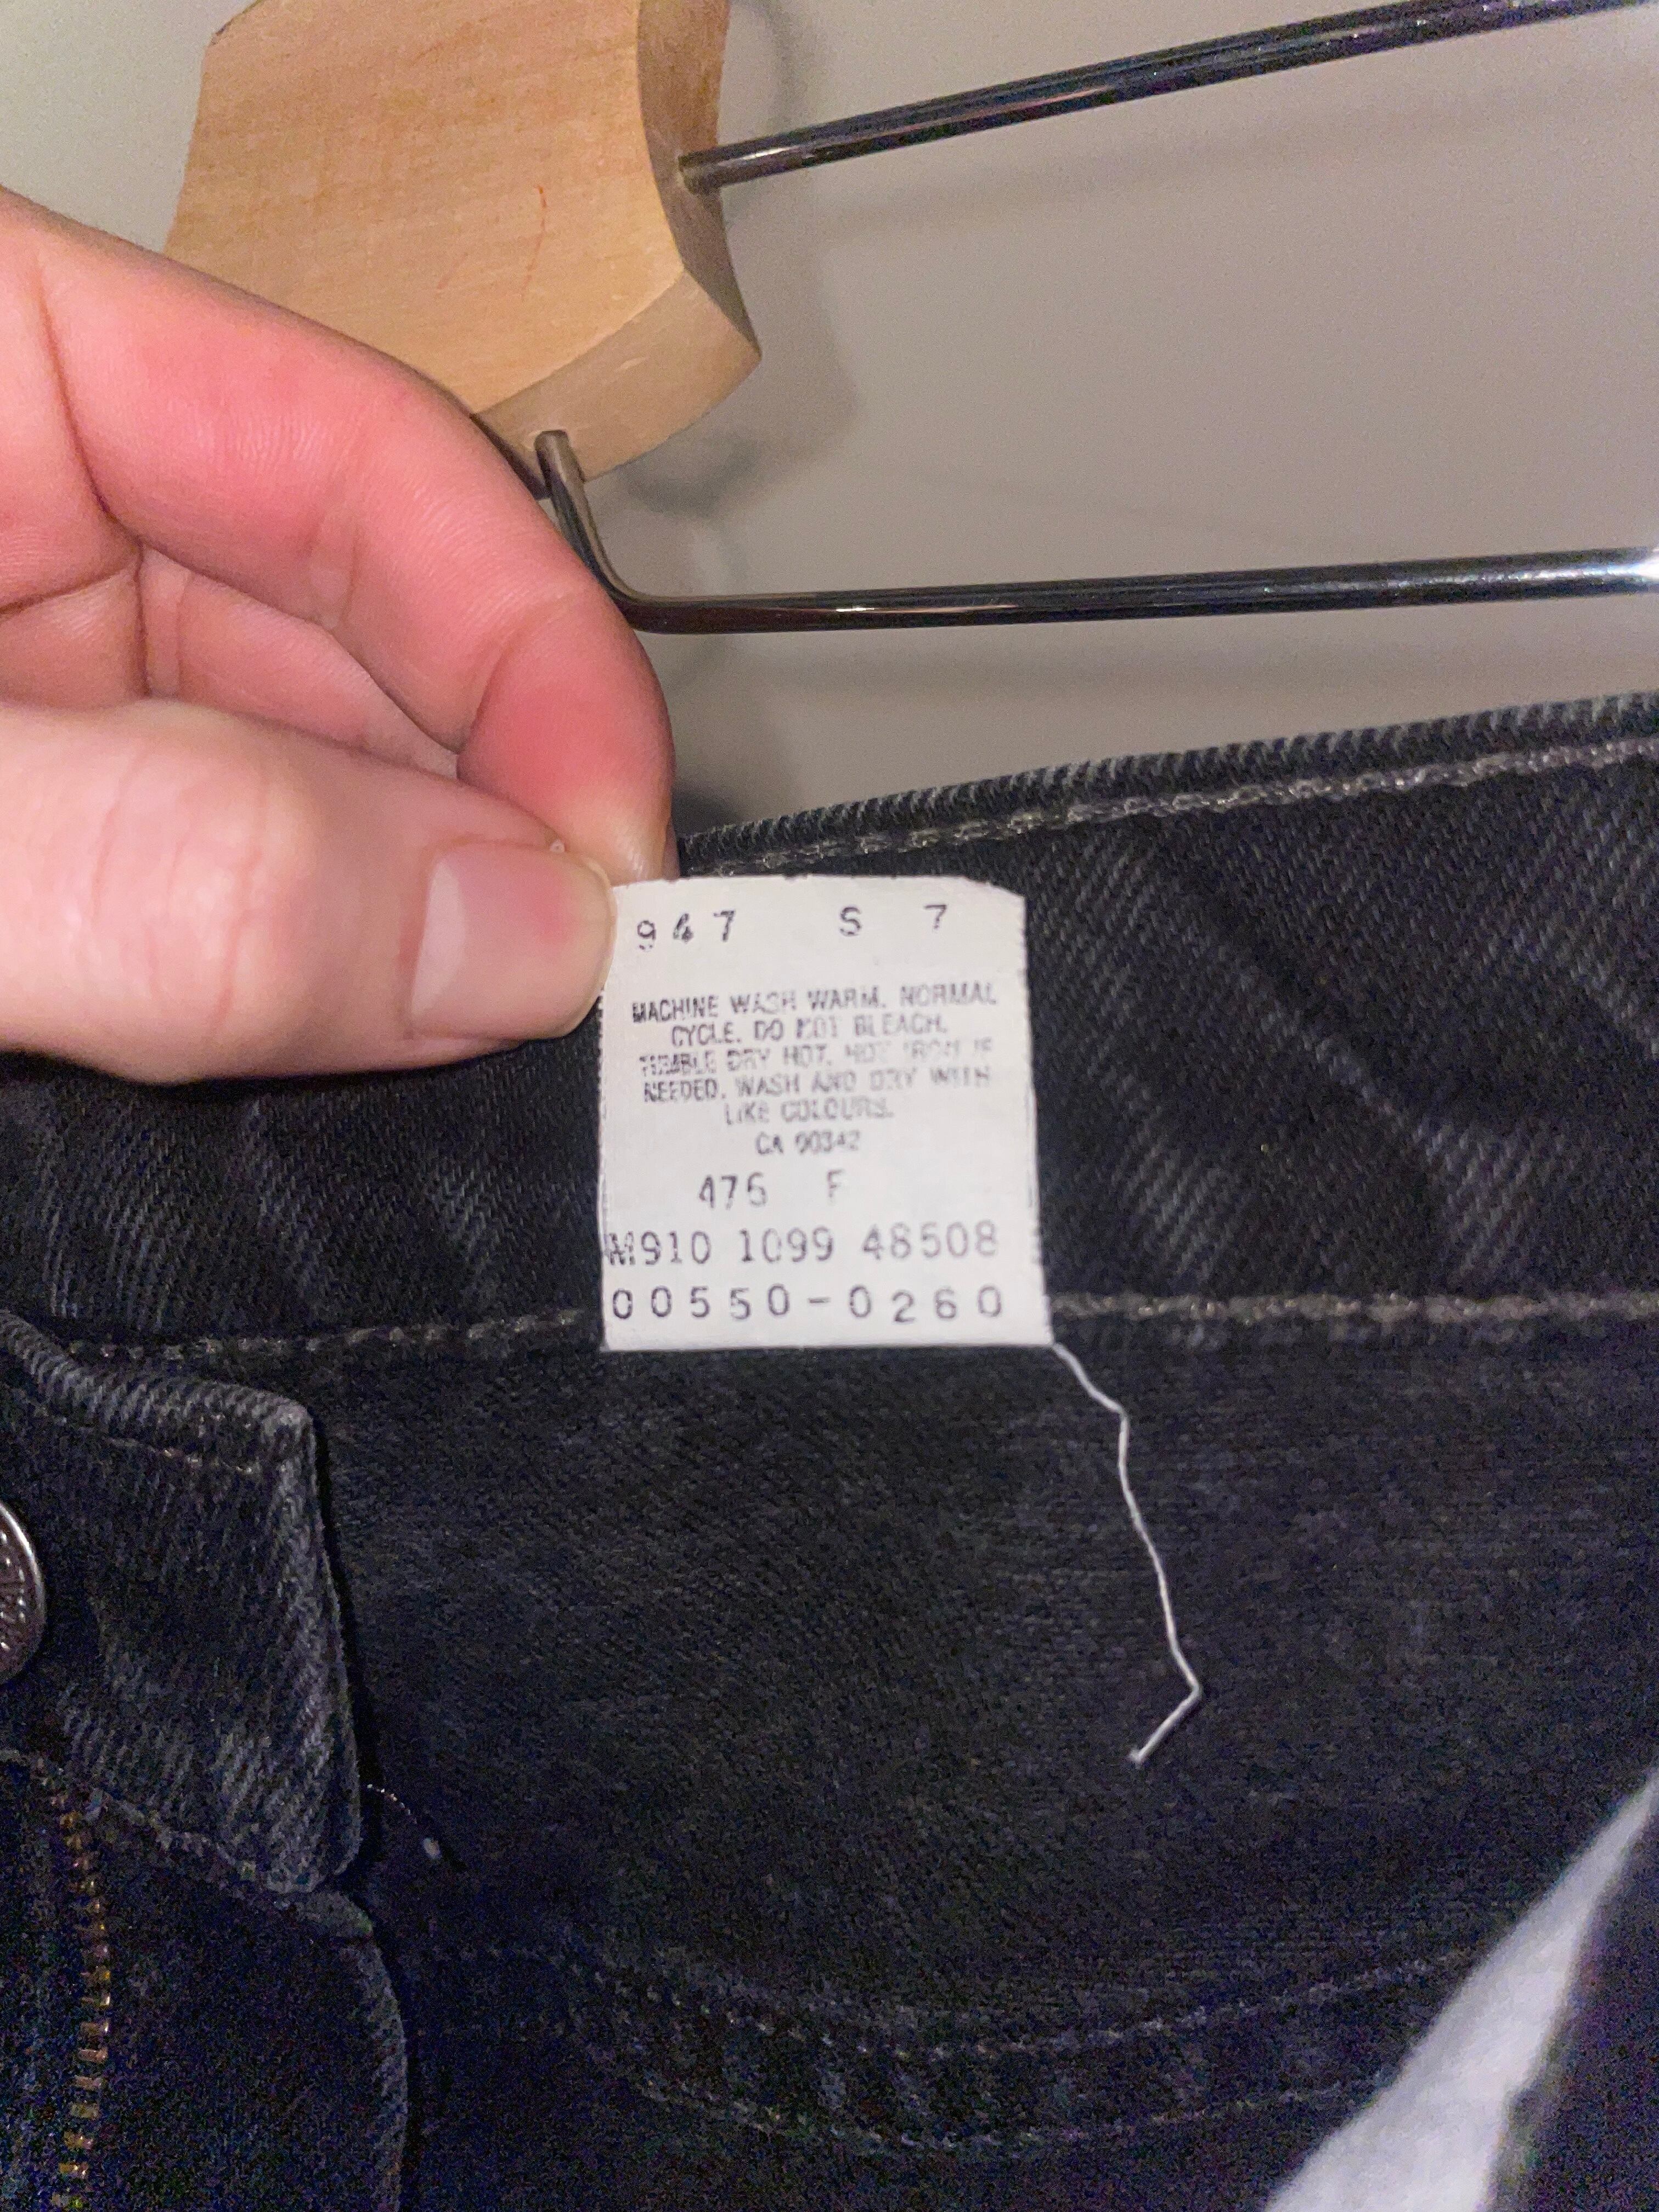 947 S 7
MACHINE WASH WARM. NORMAL
CYCLE. DO NOT BLEACH.
TUMBLE DRY HOT. HOT IRON IF
NEEDED. WASH AND DRY WITH
LIKE COLOURS.
CA 00342
475 F
M910 1099 48508
00550-0260